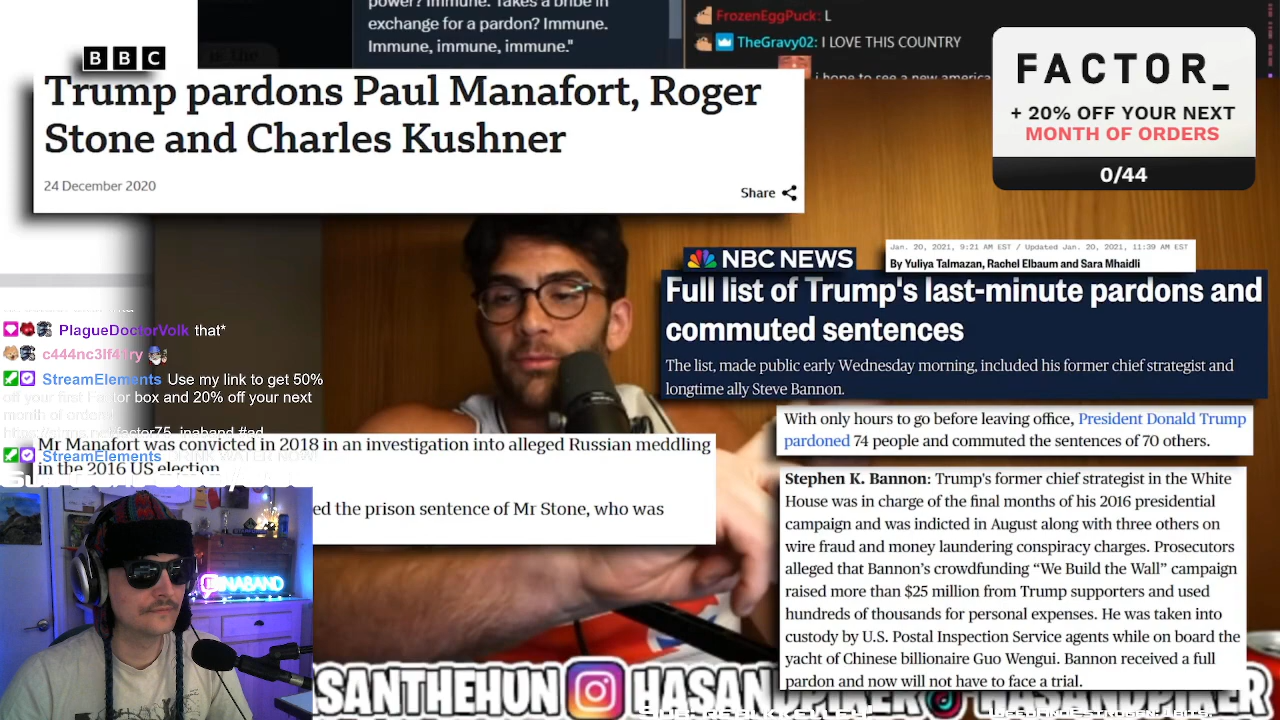 power? Immune. Takes a bribe in
exchange for a pardon? Immune.
Immune, immune, immune."
FrozenEggPuck: L
TheGravy02: I LOVE THIS COUNTRY
i hope to see a new america
FACTOR_
+ 20% OFF YOUR NEXT
MONTH OF ORDERS
0/44
BBC
Trump pardons Paul Manafort, Roger
Stone and Charles Kushner
24 December 2020
Share
NBC NEWS
Jan. 20, 2021, 9:21 AM EST / Updated Jan. 20, 2021, 11:39 AM EST
By Yuliya Talmazan, Rachel Elbaum and Sara Mhaidli
Full list of Trump's last-minute pardons and
commuted sentences
The list, made public early Wednesday morning, included his former chief strategist and
longtime ally Steve Bannon.
With only hours to go before leaving office, President Donald Trump
pardoned 74 people and commuted the sentences of 70 others.
Stephen K. Bannon: Trump's former chief strategist in the White
House was in charge of the final months of his 2016 presidential
campaign and was indicted in August along with three others on
wire fraud and money laundering conspiracy charges. Prosecutors
alleged that Bannon's crowdfunding “We Build the Wall” campaign
raised more than $25 million from Trump supporters and used
hundreds of thousands for personal expenses. He was taken into
custody by U.S. Postal Inspection Service agents while on board the
yacht of Chinese billionaire Guo Wengui. Bannon received a full
pardon and now will not have to face a trial.
PlagueDoctorVolk that*
c444nc3lf41ry
StreamElements Use my link to get 50%
off your first Factor box and 20% off your next
month of orders!
StreamElements
Mr Manafort was convicted in 2018 in an investigation into alleged Russian meddling
in the 2016 US election
ed the prison sentence of Mr Stone, who was
INABAND
SANTHEHUN
HASANDPIKER
HASANDPIKER